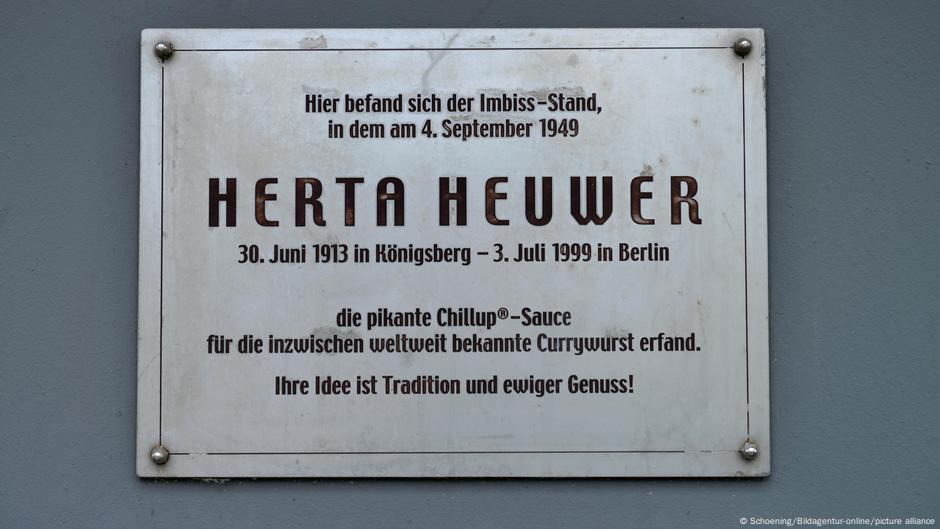 Hier befand sich der Imbiss-Stand,
in dem am 4. September 1949
HERTA HEUWER
30. Juni 1913 in Königsberg – 3. Juli 1999 in Berlin
die pikante Chillup®-Sauce
für die inzwischen weltweit bekannte Currywurst erfand.
Ihre Idee ist Tradition und ewiger Genuss!
© Schoening/Bildagentur-online/picture alliance